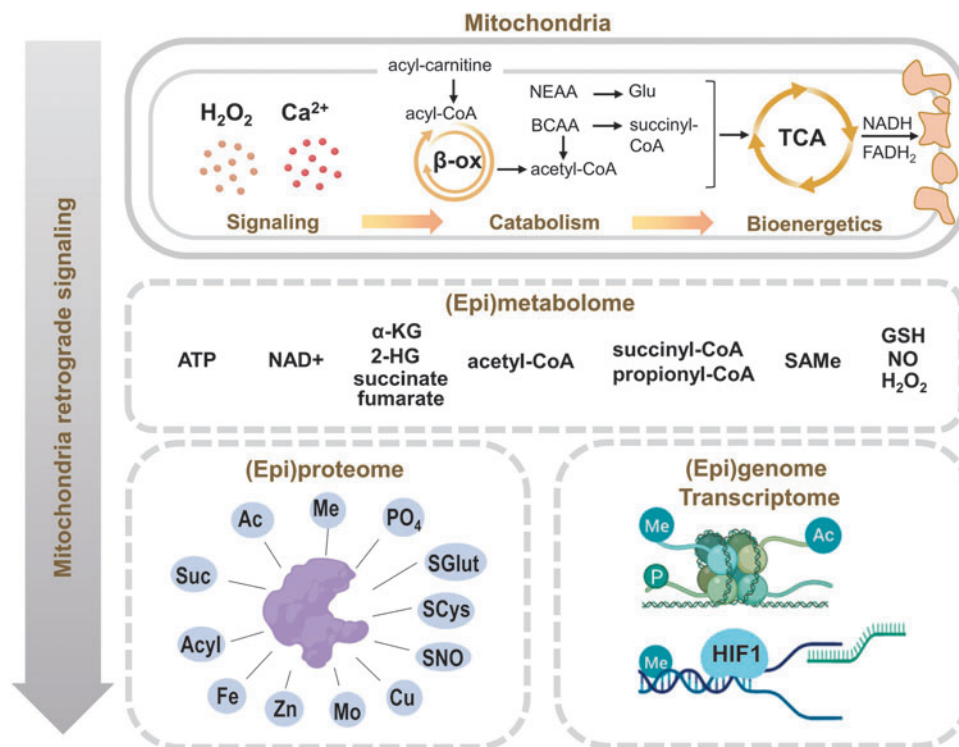 Mitochondria
Mitochondria retrograde signaling
H₂O₂
Ca²⁺
acyl-carnitine
acyl-CoA
β-ox
NEAA
Glu
BCAA
succinyl-
CoA
acetyl-CoA
TCA
NADH
FADH₂
Signaling
Catabolism
Bioenergetics
(Epi)metabolome
ATP
NAD+
α-KG
2-HG
succinate
fumarate
acetyl-CoA
succinyl-CoA
propionyl-CoA
SAMe
GSH
NO
H₂O₂
(Epi)proteome
Me
Ac
PO₄
Suc
SGlut
SCys
Acyl
SNO
Fe
Zn
Mo
Cu
(Epi)genome
Transcriptome
Me
Ac
P
Me
HIF1